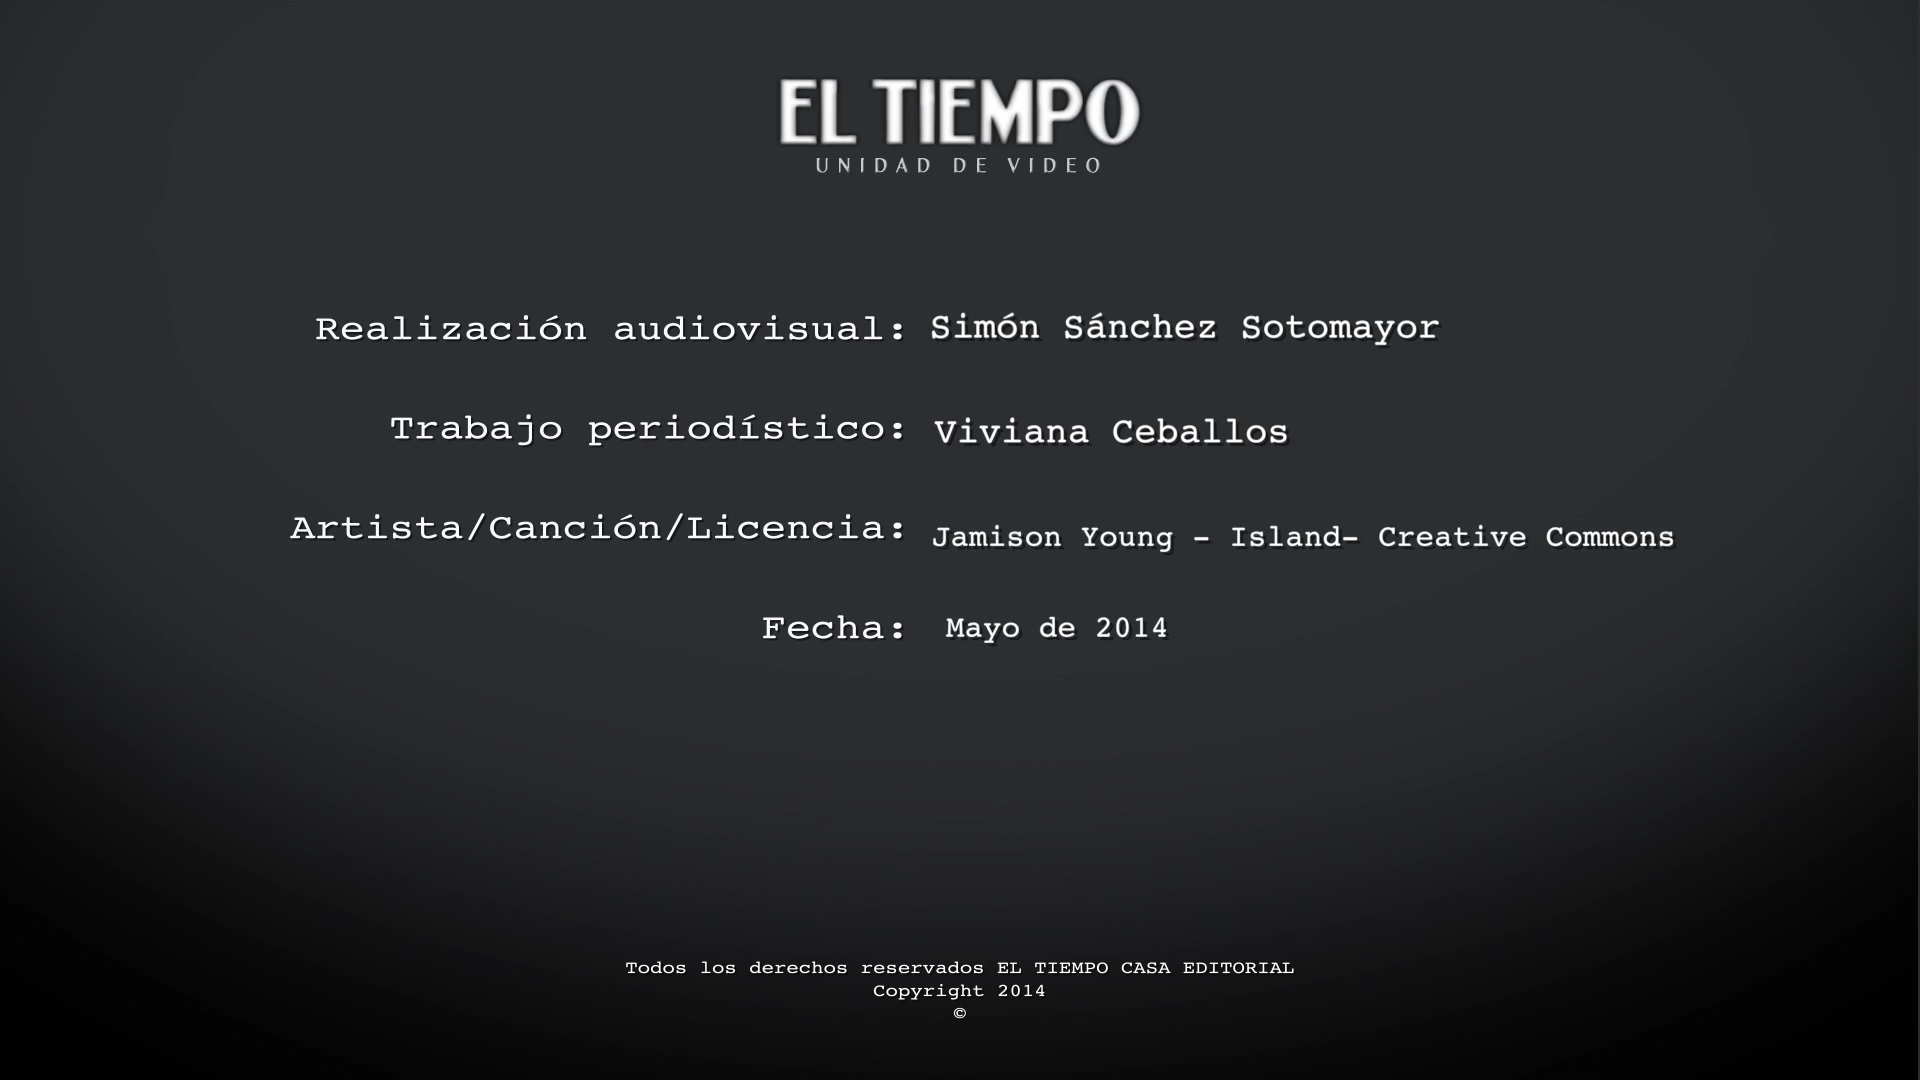 EL TIEMPO
UNIDAD DE VIDEO
Realización audiovisual: Simón Sánchez Sotomayor
Trabajo periodístico: Viviana Ceballos
Artista/Canción/Licencia: Jamison Young - Island- Creative Commons
Fecha: Mayo de 2014
Todos los derechos reservados EL TIEMPO CASA EDITORIAL
Copyright 2014
©